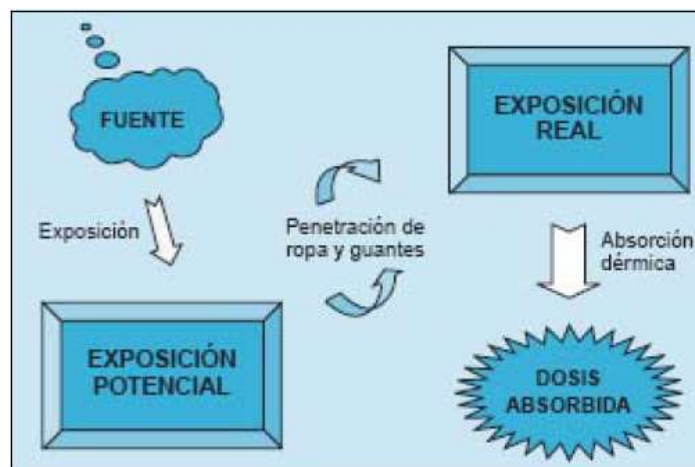 FUENTE
Exposición
EXPOSICIÓN
POTENCIAL
Penetración de
ropa y guantes
EXPOSICIÓN
REAL
Absorción
dérmica
DOSIS
ABSORBIDA